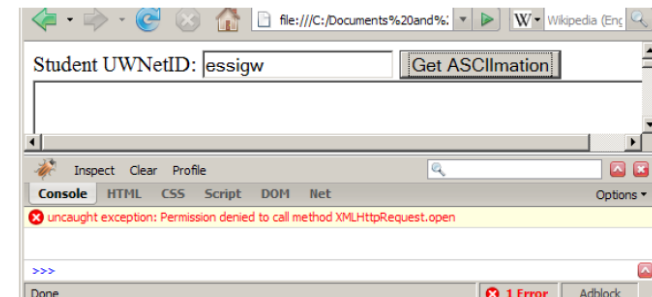 file:///C:/Documents%20and%: W Wikipedia (Eng
Student UWNetID: essigw Get ASCIImation
Inspect Clear Profile
Console HTML CSS Script DOM Net Options
uncaught exception: Permission denied to call method XMLHttpRequest.open
>>>
Done 1 Error Adblock